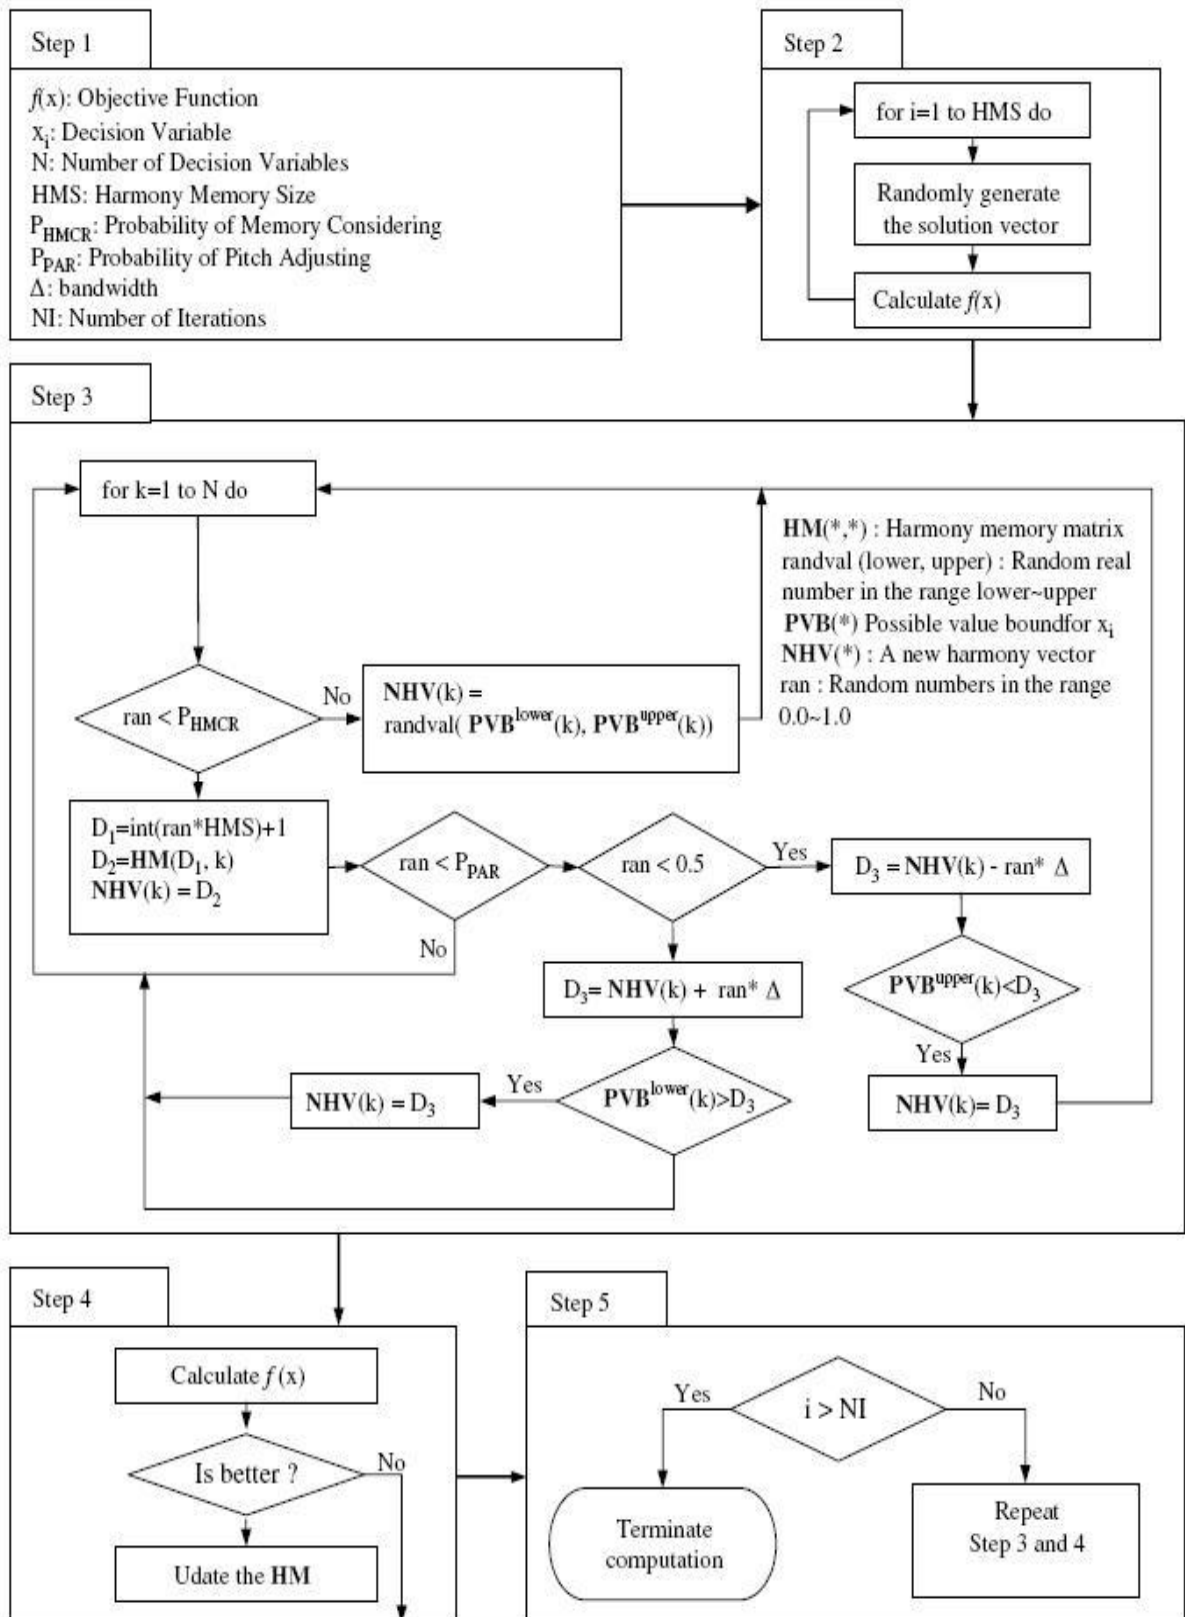 Step 1
f(x): Objective Function
xi: Decision Variable
N: Number of Decision Variables
HMS: Harmony Memory Size
PHMCR: Probability of Memory Considering
PPAR: Probability of Pitch Adjusting
Δ: bandwidth
NI: Number of Iterations
Step 2
for i=1 to HMS do
Randomly generate
the solution vector
Calculate f(x)
Step 3
for k=1 to N do
HM(*,*) : Harmony memory matrix
randval (lower, upper) : Random real
number in the range lower~upper
PVB(*) Possible value boundfor xi
NHV(*) : A new harmony vector
ran : Random numbers in the range
0.0~1.0
ran < PHMCR
No
NHV(k) =
randval( PVBlower(k), PVBupper(k))
D1=int(ran*HMS)+1
D2=HM(D1, k)
NHV(k) = D2
ran < PPAR
No
ran < 0.5
Yes
D3 = NHV(k) - ran* Δ
D3= NHV(k) + ran* Δ
PVBupper(k)<D3
Yes
NHV(k)= D3
PVBlower(k)>D3
Yes
NHV(k) = D3
Step 4
Calculate f (x)
Is better ?
No
Udate the HM
Step 5
i > NI
Yes
No
Terminate
computation
Repeat
Step 3 and 4